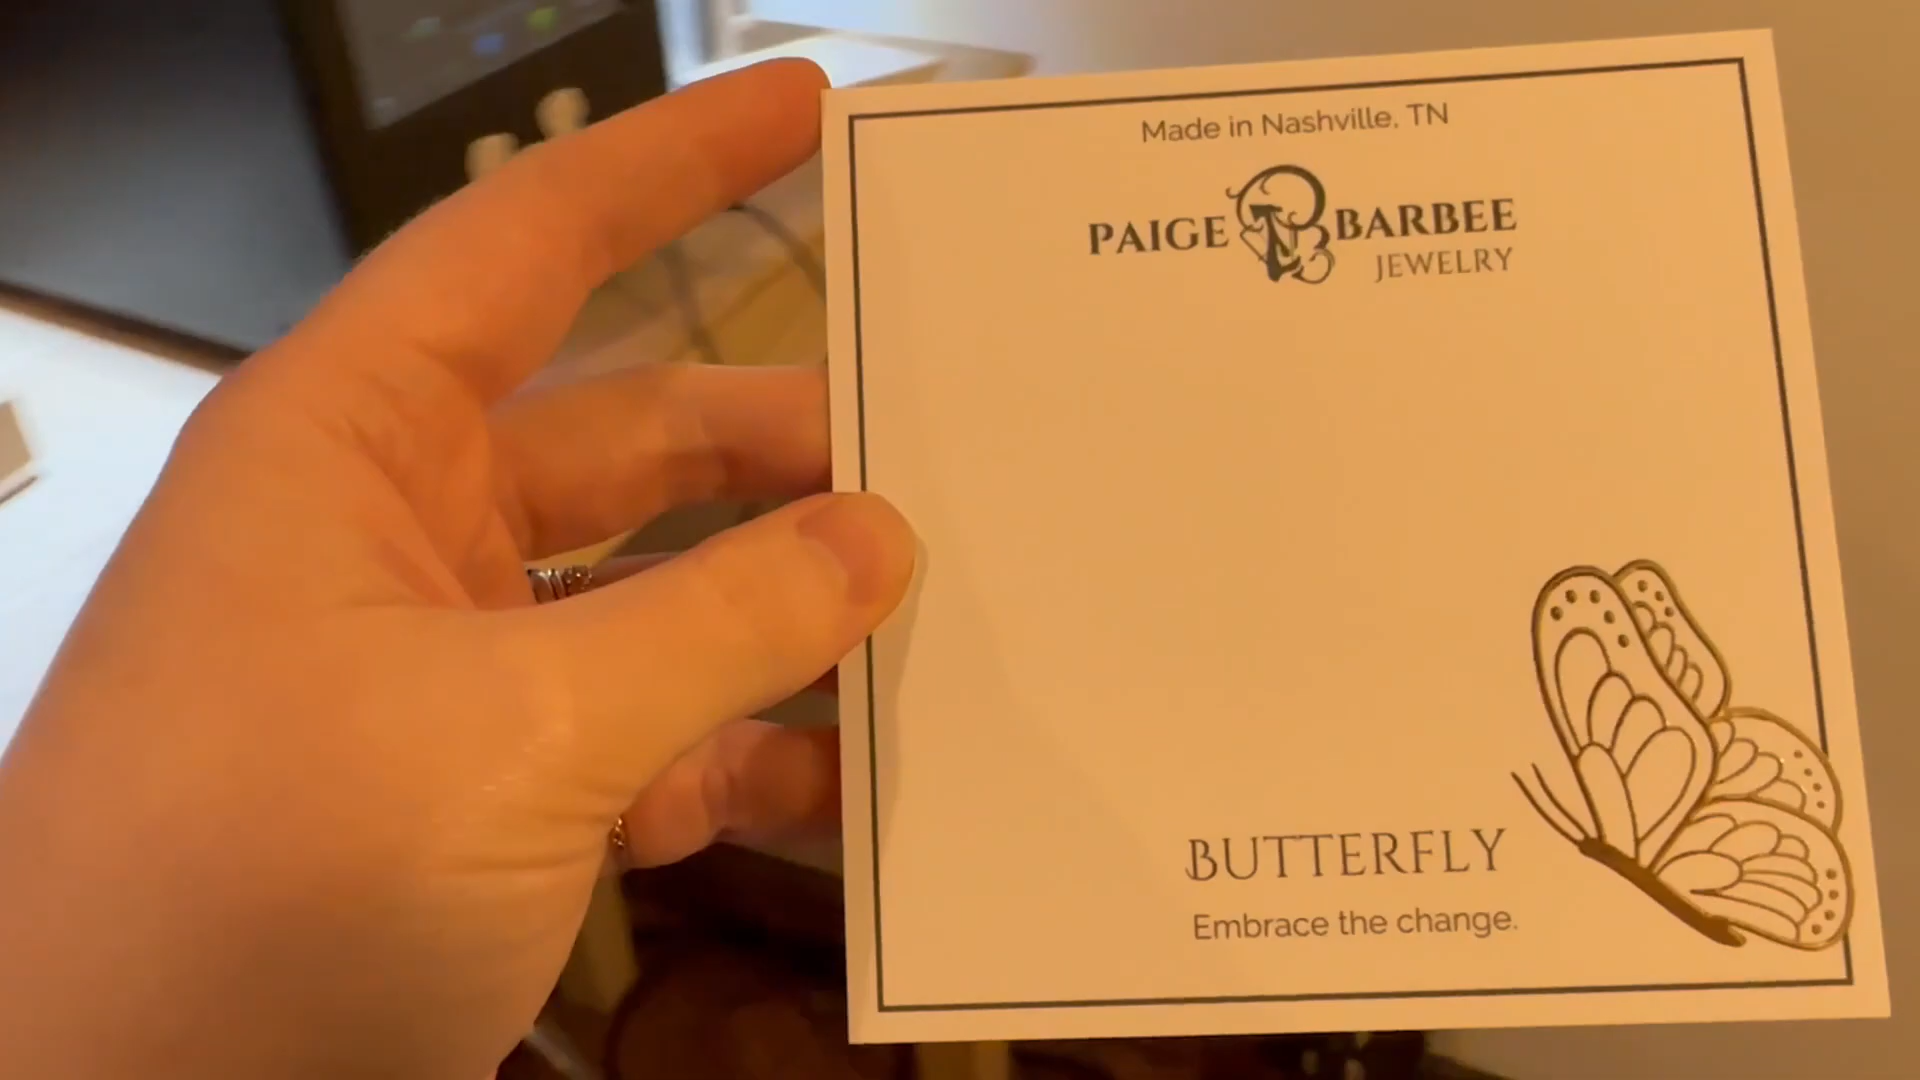 Made in Nashville, TN
PAIGE BARBEE
JEWELRY
BUTTERFLY
Embrace the change.